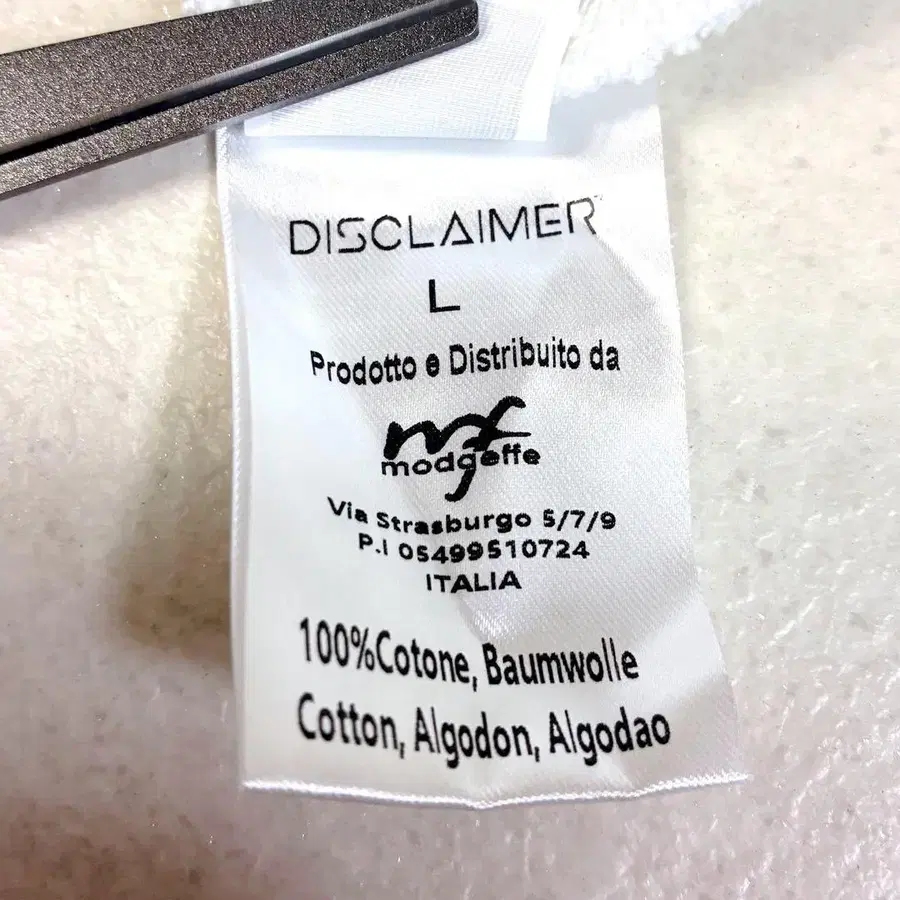 DISCLAIMER
L
Prodotto e Distribuito da
mf
modgeffe
Via Strasburgo 5/7/9
P.I 05499510724
ITALIA
100%Cotone, Baumwolle
Cotton, Algodon, Algodao